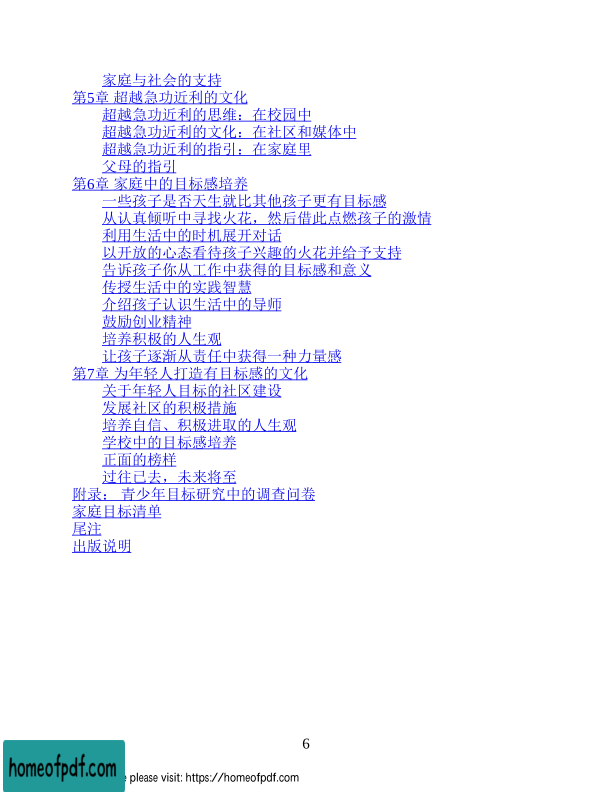 家庭与社会的支持
第5章 超越急功近利的文化
超越急功近利的思维：在校园中
超越急功近利的文化：在社区和媒体中
超越急功近利的指引：在家庭里
父母的指引
第6章 家庭中的目标感培养
一些孩子是否天生就比其他孩子更有目标感
从认真倾听中寻找火花，然后借此点燃孩子的激情
利用生活中的时机展开对话
以开放的心态看待孩子兴趣的火花并给予支持
告诉孩子你从工作中获得的目标感和意义
传授生活中的实践智慧
介绍孩子认识生活中的导师
鼓励创业精神
培养积极的人生观
让孩子逐渐从责任中获得一种力量感
第7章 为年轻人打造有目标感的文化
关于年轻人目标的社区建设
发展社区的积极措施
培养自信、积极进取的人生观
学校中的目标感培养
正面的榜样
过往已去，未来将至
附录： 青少年目标研究中的调查问卷
家庭目标清单
尾注
出版说明
6
homeofpdf.com
please visit: https://homeofpdf.com